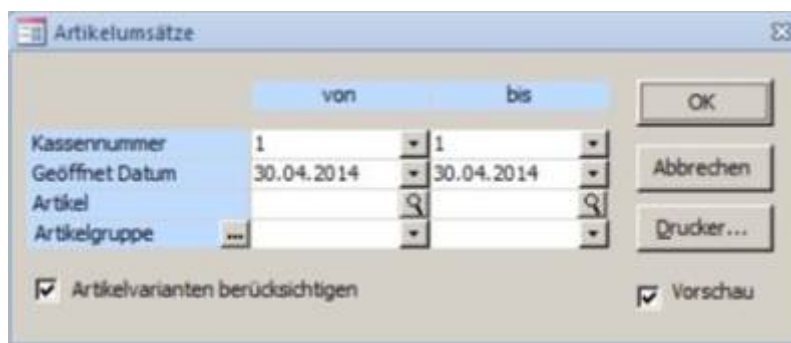 Artikelumsätze
von bis
OK
Kassennummer 1 1
Geöffnet Datum 30.04.2014 30.04.2014
Abbrechen
Artikel
Artikelgruppe ...
Drucker...
Artikelvarianten berücksichtigen
Vorschau